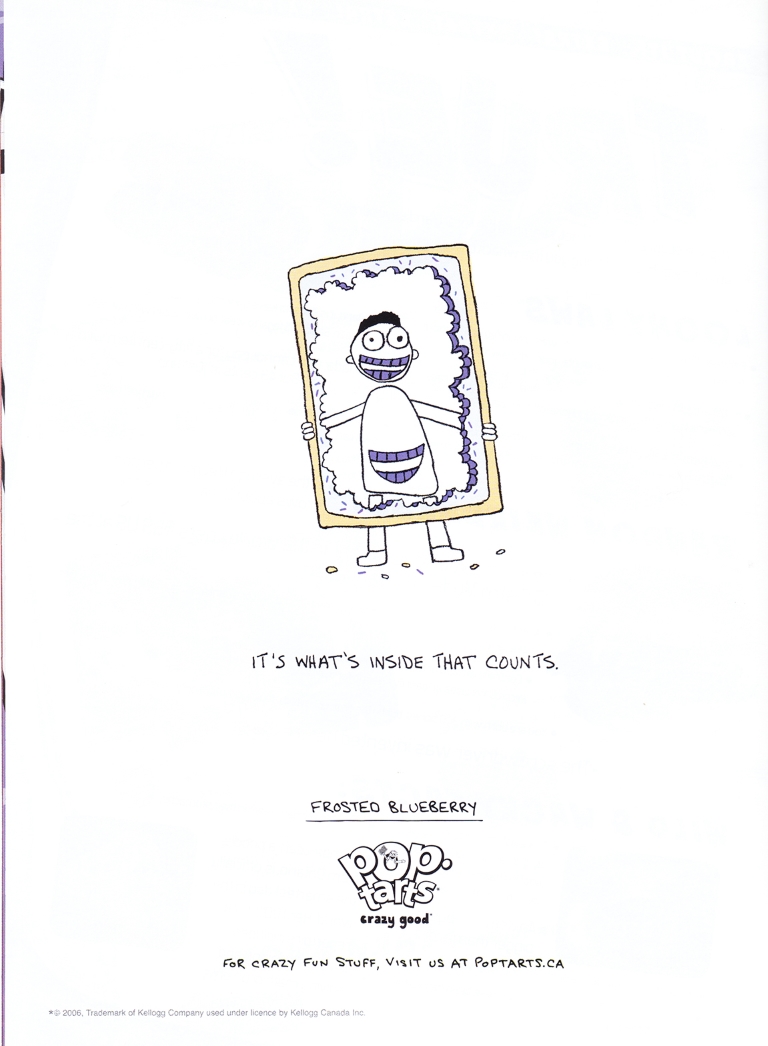 IT'S WHAT'S INSIDE THAT COUNTS.
FROSTED BLUEBERRY
pop.
tarts
crazy good
FOR CRAZY FUN STUFF, VISIT US AT POPTARTS.CA
*© 2006, Trademark of Kellogg Company used under licence by Kellogg Canada Inc.